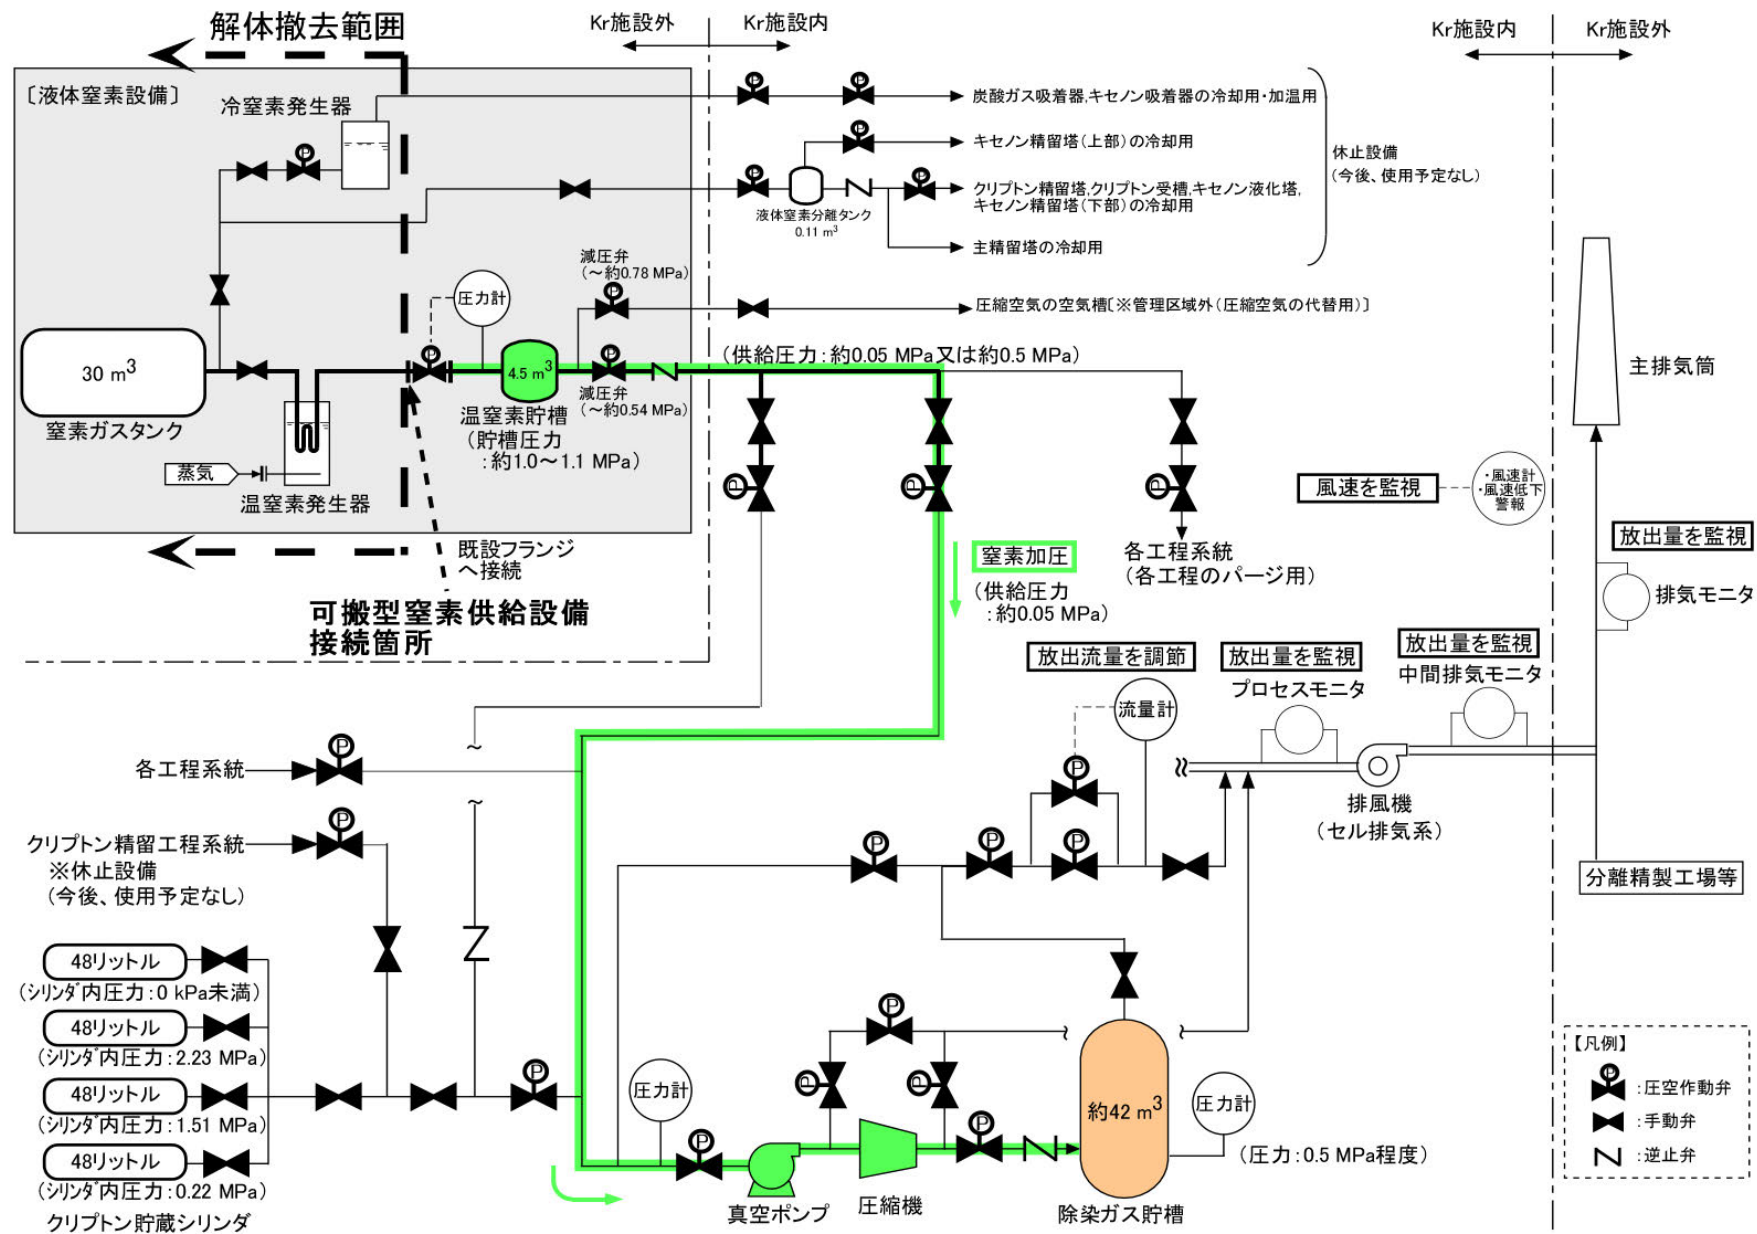 解体撤去範囲
Kr施設外
Kr施設内
Kr施設内
Kr施設外
〔液体窒素設備〕
冷窒素発生器
P
P
炭酸ガス吸着器,キセノン吸着器の冷却用・加温用
P
キセノン精留塔(上部)の冷却用
P
P
P
クリプトン精留塔,クリプトン受槽,キセノン液化塔,
キセノン精留塔(下部)の冷却用
液体窒素分離タンク
0.11 m³
主精留塔の冷却用
休止設備
(今後、使用予定なし)
減圧弁
(～約0.78 MPa)
P
圧力計
圧縮空気の空気槽〔※管理区域外(圧縮空気の代替用)〕
30 m³
窒素ガスタンク
P
4.5 m³
P
(供給圧力:約0.05 MPa又は約0.5 MPa)
減圧弁
(～約0.54 MPa)
温窒素貯槽
(貯槽圧力
:約1.0～1.1 MPa)
蒸気
温窒素発生器
主排気筒
P
P
P
風速を監視
・風速計
・風速低下
警報
放出量を監視
既設フランジ
へ接続
可搬型窒素供給設備
接続箇所
窒素加圧
(供給圧力
:約0.05 MPa)
各工程系統
(各工程のパージ用)
排気モニタ
放出流量を調節
放出量を監視
プロセスモニタ
放出量を監視
中間排気モニタ
流量計
各工程系統
P
P
排風機
(セル排気系)
クリプトン精留工程系統
※休止設備
(今後、使用予定なし)
P
P
P
P
分離精製工場等
48リットル
(シリンダ内圧力:0 kPa未満)
48リットル
(シリンダ内圧力:2.23 MPa)
48リットル
(シリンダ内圧力:1.51 MPa)
48リットル
(シリンダ内圧力:0.22 MPa)
クリプトン貯蔵シリンダ
P
圧力計
P
P
P
P
P
約42 m³
圧力計
(圧力:0.5 MPa程度)
真空ポンプ
圧縮機
除染ガス貯槽
【凡例】
P
:圧空作動弁
:手動弁
:逆止弁